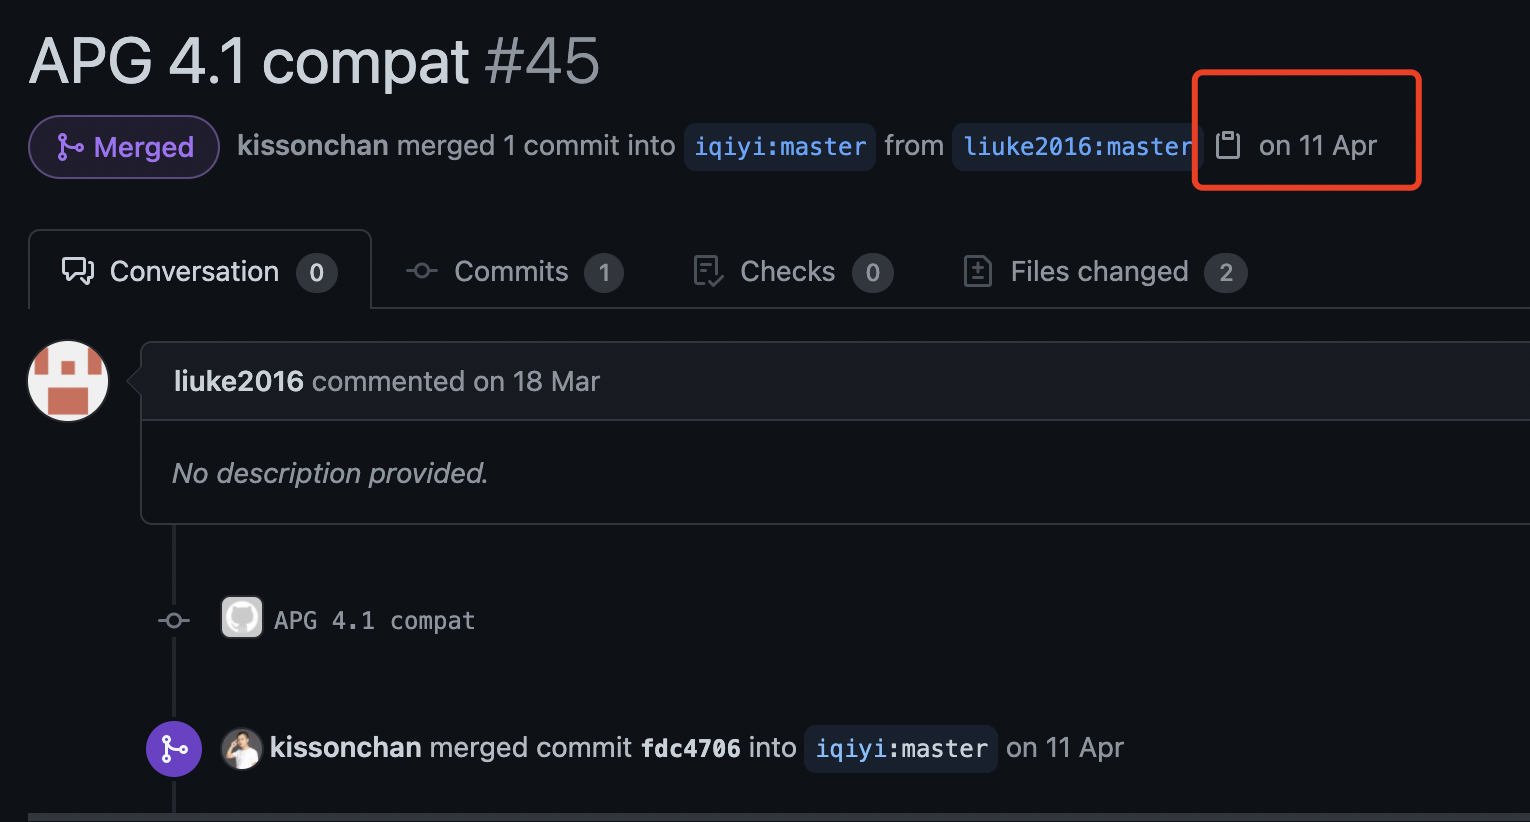 APG 4.1 compat #45
Merged kissonchan merged 1 commit into iqiyi:master from liuke2016:master on 11 Apr
Conversation 0 Commits 1 Checks 0 Files changed 2
liuke2016 commented on 18 Mar
No description provided.
APG 4.1 compat
kissonchan merged commit fdc4706 into iqiyi:master on 11 Apr